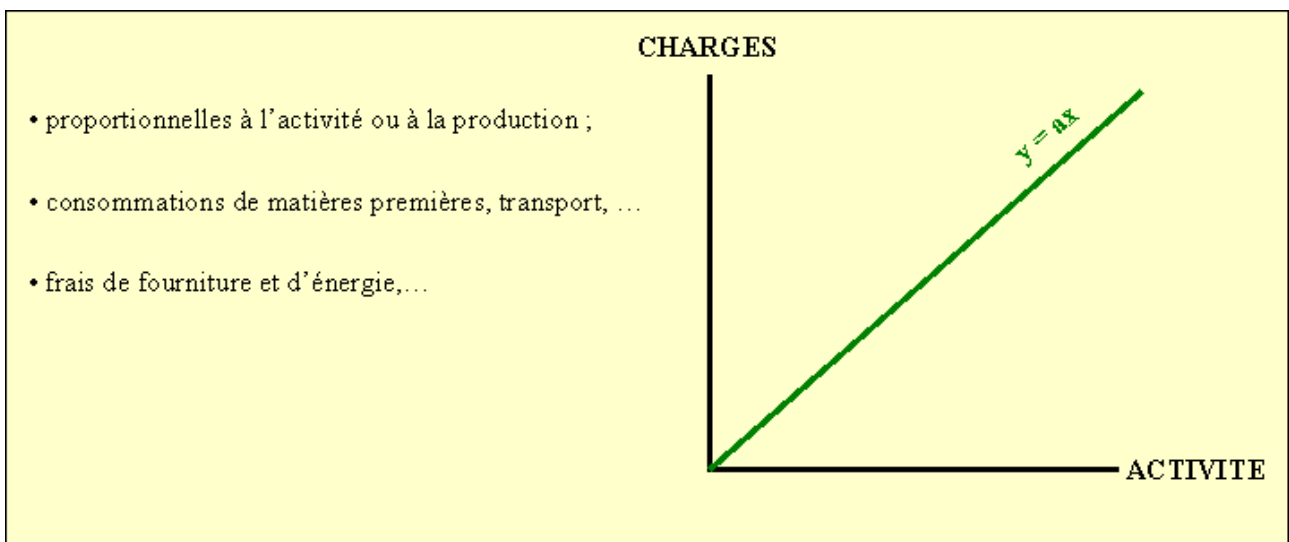 CHARGES
• proportionnelles à l’activité ou à la production ;
y = ax
• consommations de matières premières, transport, …
• frais de fourniture et d’énergie,…
ACTIVITE